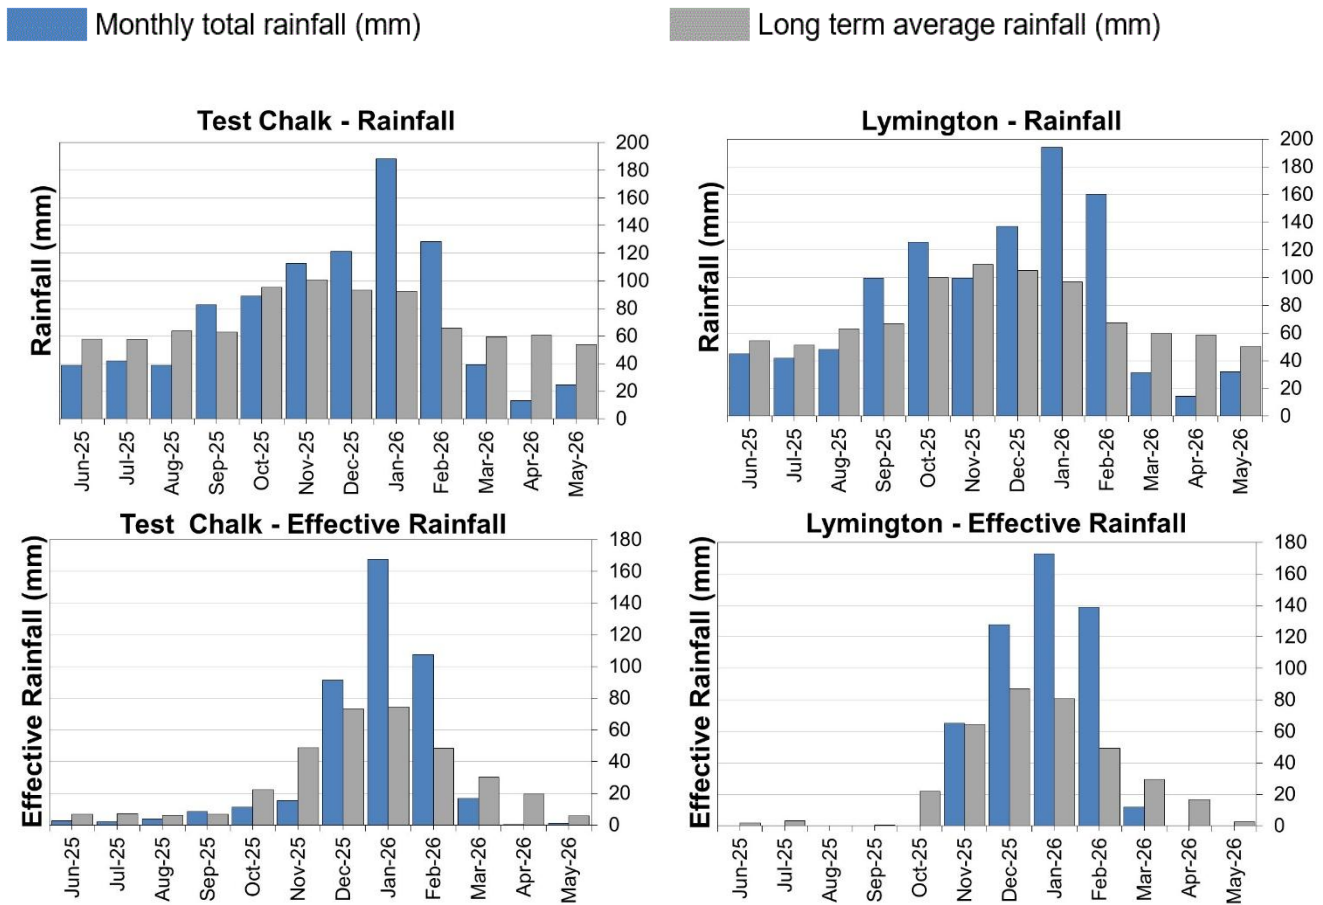 Monthly total rainfall (mm)
Long term average rainfall (mm)
Test Chalk - Rainfall
Rainfall (mm)
200
180
160
140
120
100
80
60
40
20
0
Jun-25
Jul-25
Aug-25
Sep-25
Oct-25
Nov-25
Dec-25
Jan-26
Feb-26
Mar-26
Apr-26
May-26
Lymington - Rainfall
Rainfall (mm)
200
180
160
140
120
100
80
60
40
20
0
Jun-25
Jul-25
Aug-25
Sep-25
Oct-25
Nov-25
Dec-25
Jan-26
Feb-26
Mar-26
Apr-26
May-26
Test Chalk - Effective Rainfall
Effective Rainfall (mm)
180
160
140
120
100
80
60
40
20
0
Jun-25
Jul-25
Aug-25
Sep-25
Oct-25
Nov-25
Dec-25
Jan-26
Feb-26
Mar-26
Apr-26
May-26
Lymington - Effective Rainfall
Effective Rainfall (mm)
180
160
140
120
100
80
60
40
20
0
Jun-25
Jul-25
Aug-25
Sep-25
Oct-25
Nov-25
Dec-25
Jan-26
Feb-26
Mar-26
Apr-26
May-26